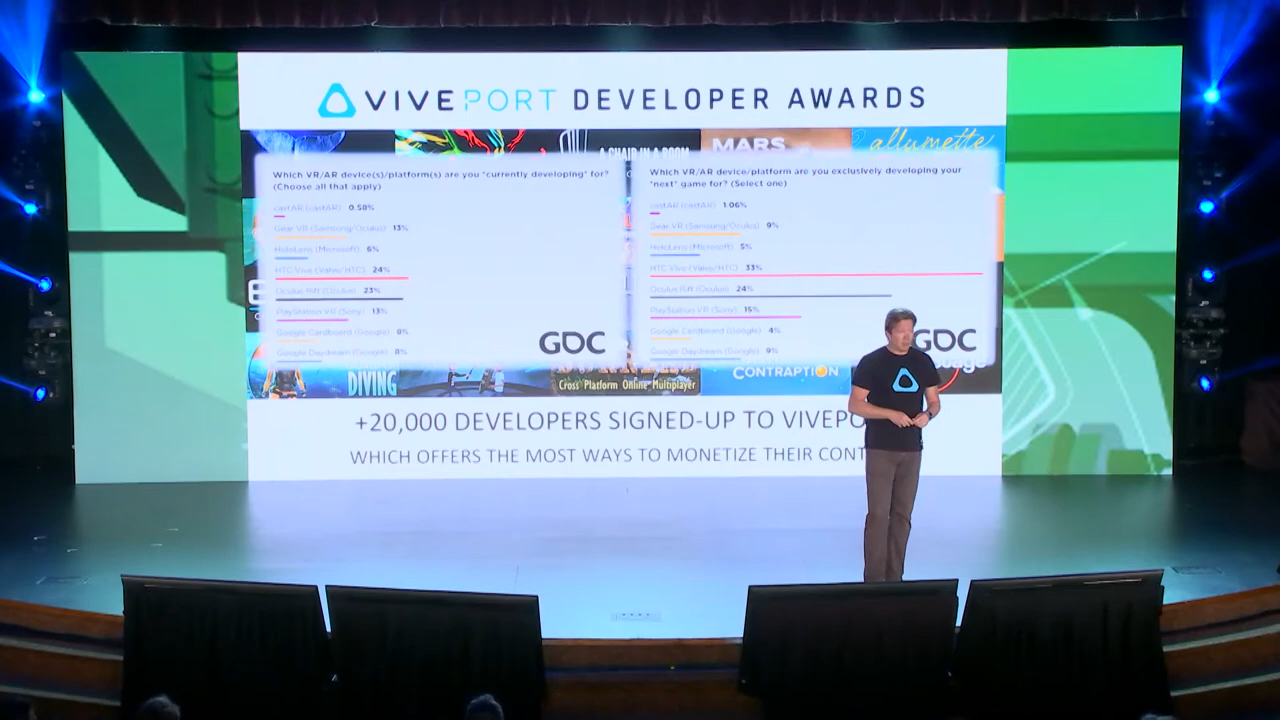 VIVEPORT DEVELOPER AWARDS
A CHAIR IN A ROOM
MARS
allumette
Which VR/AR device(s)/platform(s) are you "currently developing" for?
(Choose all that apply)
castAR (castAR) 0.58%
Gear VR (Samsung/Oculus) 13%
HoloLens (Microsoft) 6%
HTC Vive (Valve/HTC) 24%
Oculus Rift (Oculus) 23%
PlayStation VR (Sony) 13%
Google Cardboard (Google) 8%
Google Daydream (Google) 8%
GDC
Which VR/AR device/platform are you exclusively developing your
"next" game for? (Select one)
castAR (castAR) 1.06%
Gear VR (Samsung/Oculus) 9%
HoloLens (Microsoft) 5%
HTC Vive (Valve/HTC) 33%
Oculus Rift (Oculus) 24%
PlayStation VR (Sony) 15%
Google Cardboard (Google) 4%
Google Daydream (Google) 9%
GDC
DIVING
Cross Platform Online Multiplayer
CONTRAPTION
+20,000 DEVELOPERS SIGNED-UP TO VIVEPO
WHICH OFFERS THE MOST WAYS TO MONETIZE THEIR CONT